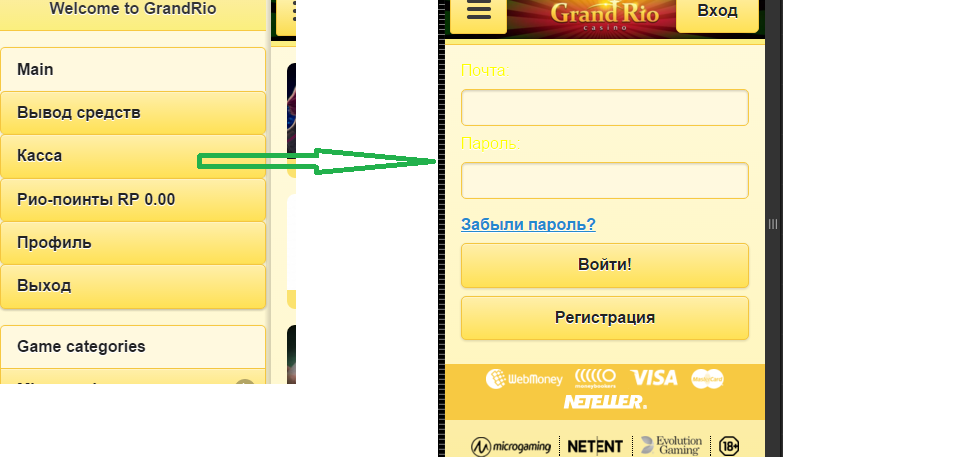 Welcome to GrandRio
Main
Вывод средств
Касса
Рио-поинты RP 0.00
Профиль
Выход
Game categories
Grand Rio
casino
Вход
Почта
Пароль:
Забыли пароль?
Войти!
Регистрация
WebMoney
moneybookers
VISA
MasterCard
NETELLER
microgaming
NETENT
Evolution
Gaming
18+